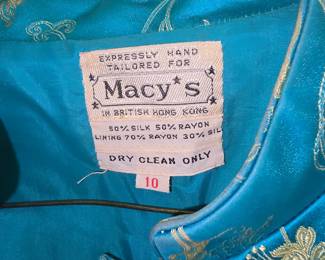 EXPRESSLY HAND
TAILORED FOR
Macy★s
IN BRITISH HONG KONG
50% SILK 50% RAYON
LINING 70% RAYON 30% SILK
DRY CLEAN ONLY
10